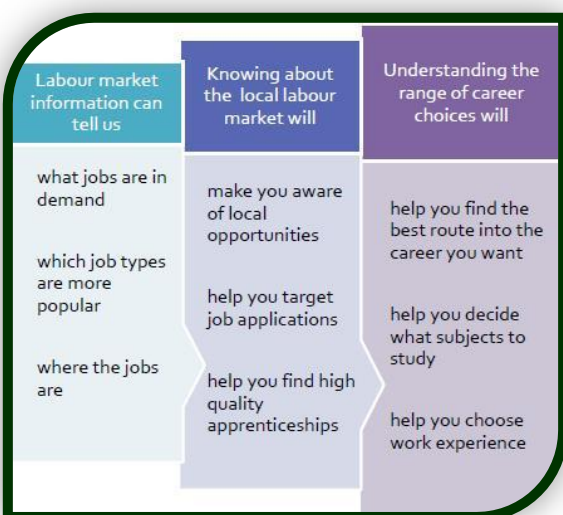 Labour market
information can
tell us
what jobs are in
demand
which job types
are more
popular
where the jobs
are
Knowing about
the local labour
market will
make you aware
of local
opportunities
help you target
job applications
help you find high
quality
apprenticeships
Understanding the
range of career
choices will
help you find the
best route into the
career you want
help you decide
what subjects to
study
help you choose
work experience